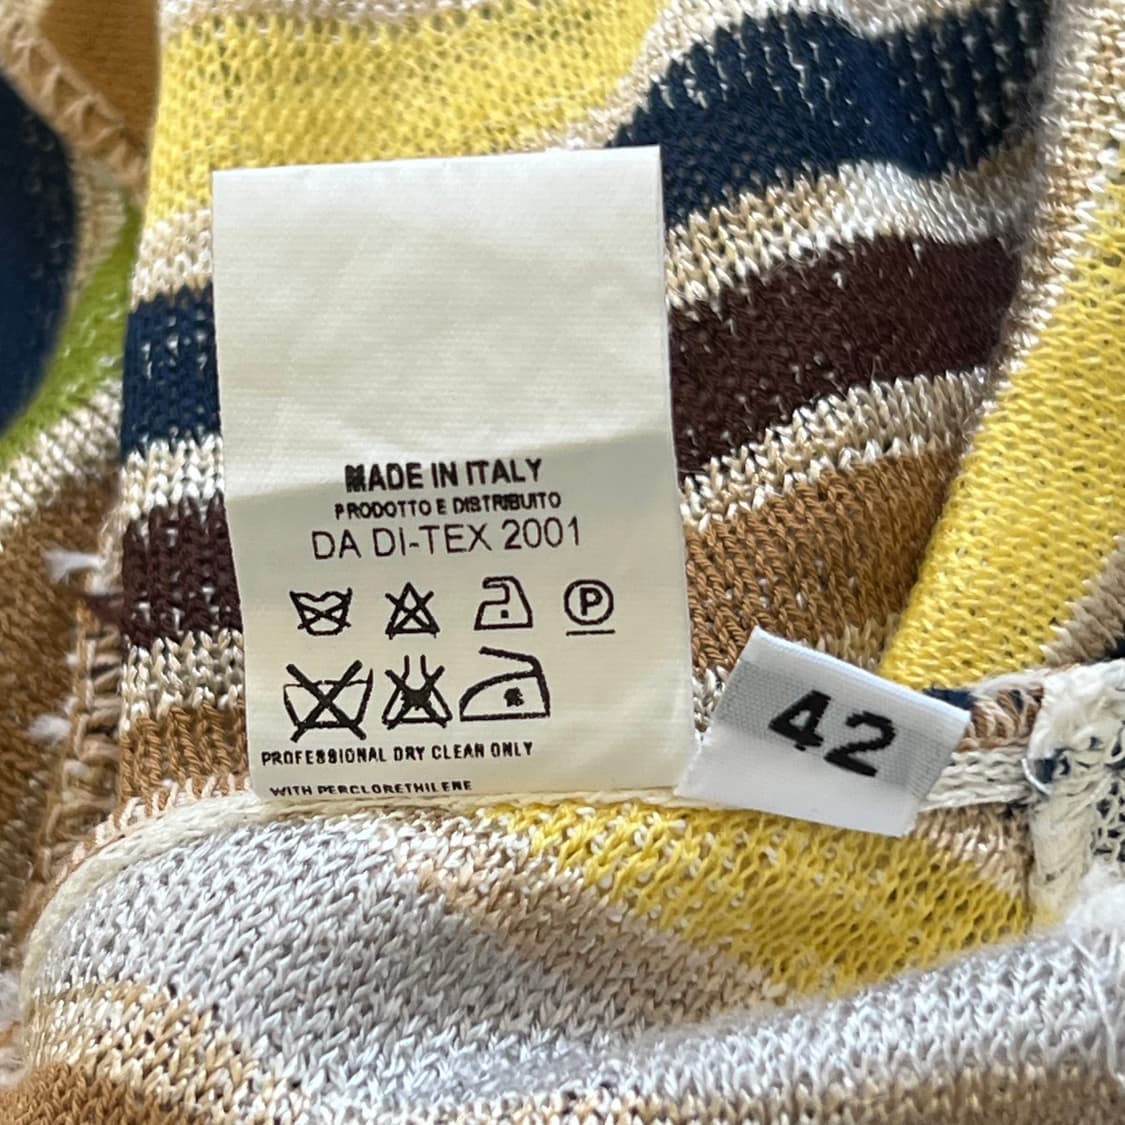 MADE IN ITALY
PRODOTTO E DISTRIBUITO
DA DI-TEX 2001
P
PROFESSIONAL DRY CLEAN ONLY
WITH PERCLORETHILENE
42